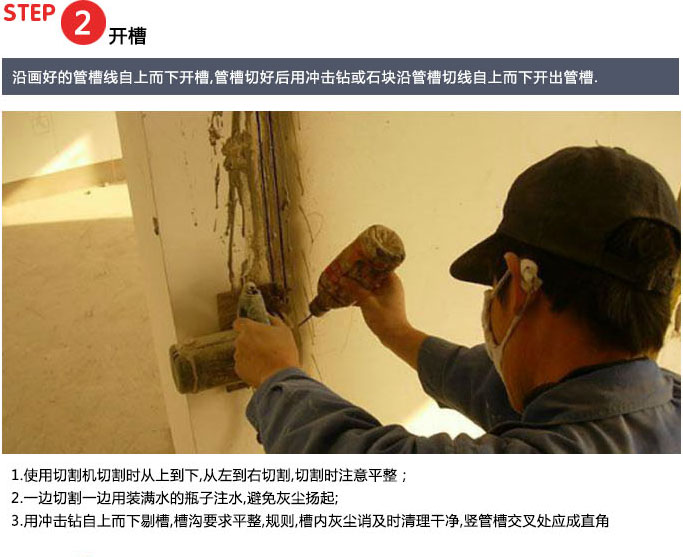 STEP 2 开槽
沿画好的管槽线自上而下开槽,管槽切好后用冲击钻或石块沿管槽切线自上而下开出管槽.
1.使用切割机切割时从上到下,从左到右切割,切割时注意平整；
2.一边切割一边用装满水的瓶子注水,避免灰尘扬起;
3.用冲击钻自上而下剔槽,槽沟要求平整,规则,槽内灰尘诮及时清理干净,竖管槽交叉处应成直角